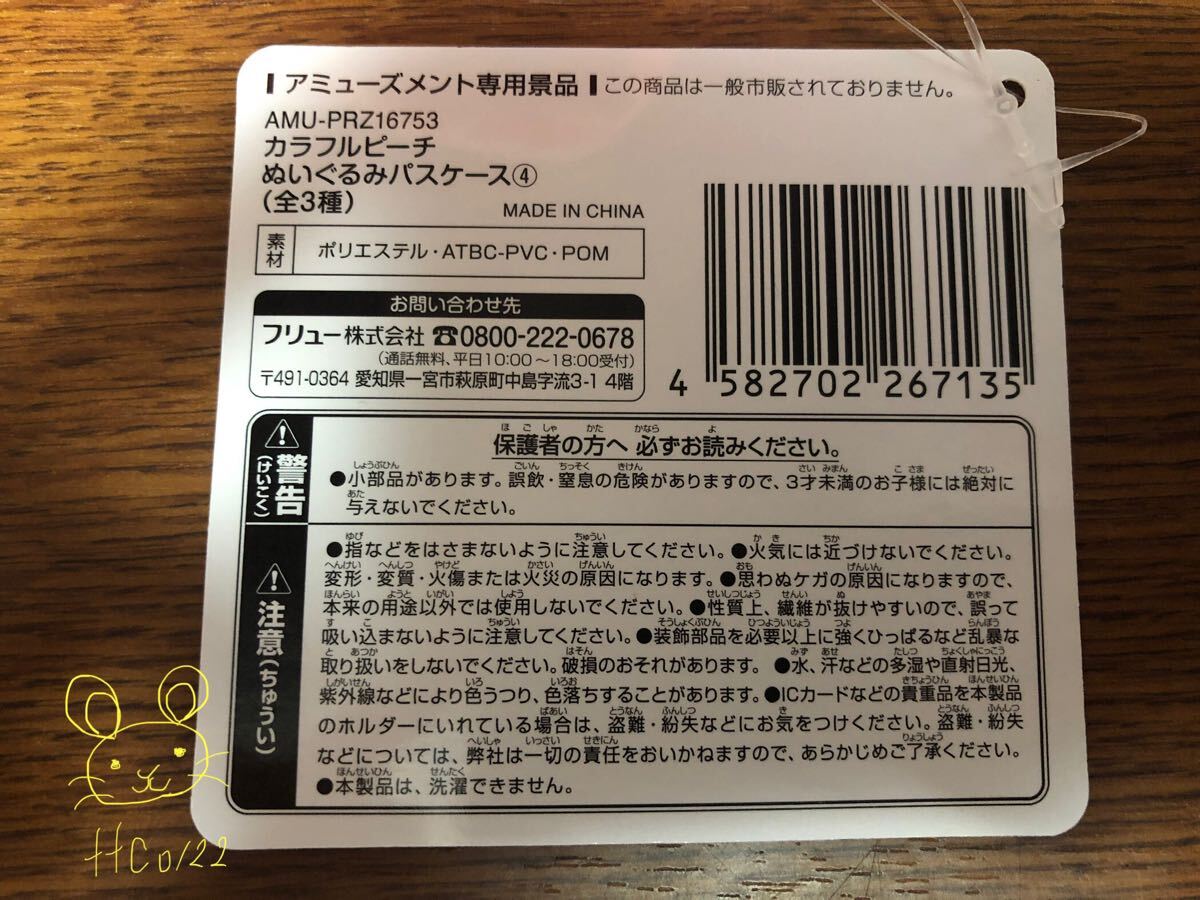 アミューズメント専用景品 この商品は一般市販されておりません。
AMU-PRZ16753
カラフルピーチ
ぬいぐるみパスケース④
(全3種)
MADE IN CHINA
素材 ポリエステル・ATBC-PVC・POM
お問い合わせ先
フリュー株式会社 ☎0800-222-0678
(通話無料、平日10:00〜18:00受付)
〒491-0364 愛知県一宮市萩原町中島字流3-1 4階
4 582702 267135
警告(けいこく)
保護者の方へ 必ずお読みください。
●小部品があります。誤飲・窒息の危険がありますので、3才未満のお子様には絶対に
与えないでください。
注意(ちゅうい)
●指などをはさまないように注意してください。●火気には近づけないでください。
変形・変質・火傷または火災の原因になります。●思わぬケガの原因になりますので、
本来の用途以外では使用しないでください。●性質上、繊維が抜けやすいので、誤って
吸い込まないように注意してください。●装飾部品を必要以上に強くひっぱるなど乱暴な
取り扱いをしないでください。破損のおそれがあります。●水、汗などの多湿や直射日光、
紫外線などにより色うつり、色落ちすることがあります。●ICカードなどの貴重品を本製品
のホルダーにいれている場合は、盗難・紛失などにお気をつけください。盗難・紛失
などについては、弊社は一切の責任をおいかねますので、あらかじめご了承ください。
●本製品は、洗濯できません。
HCO122